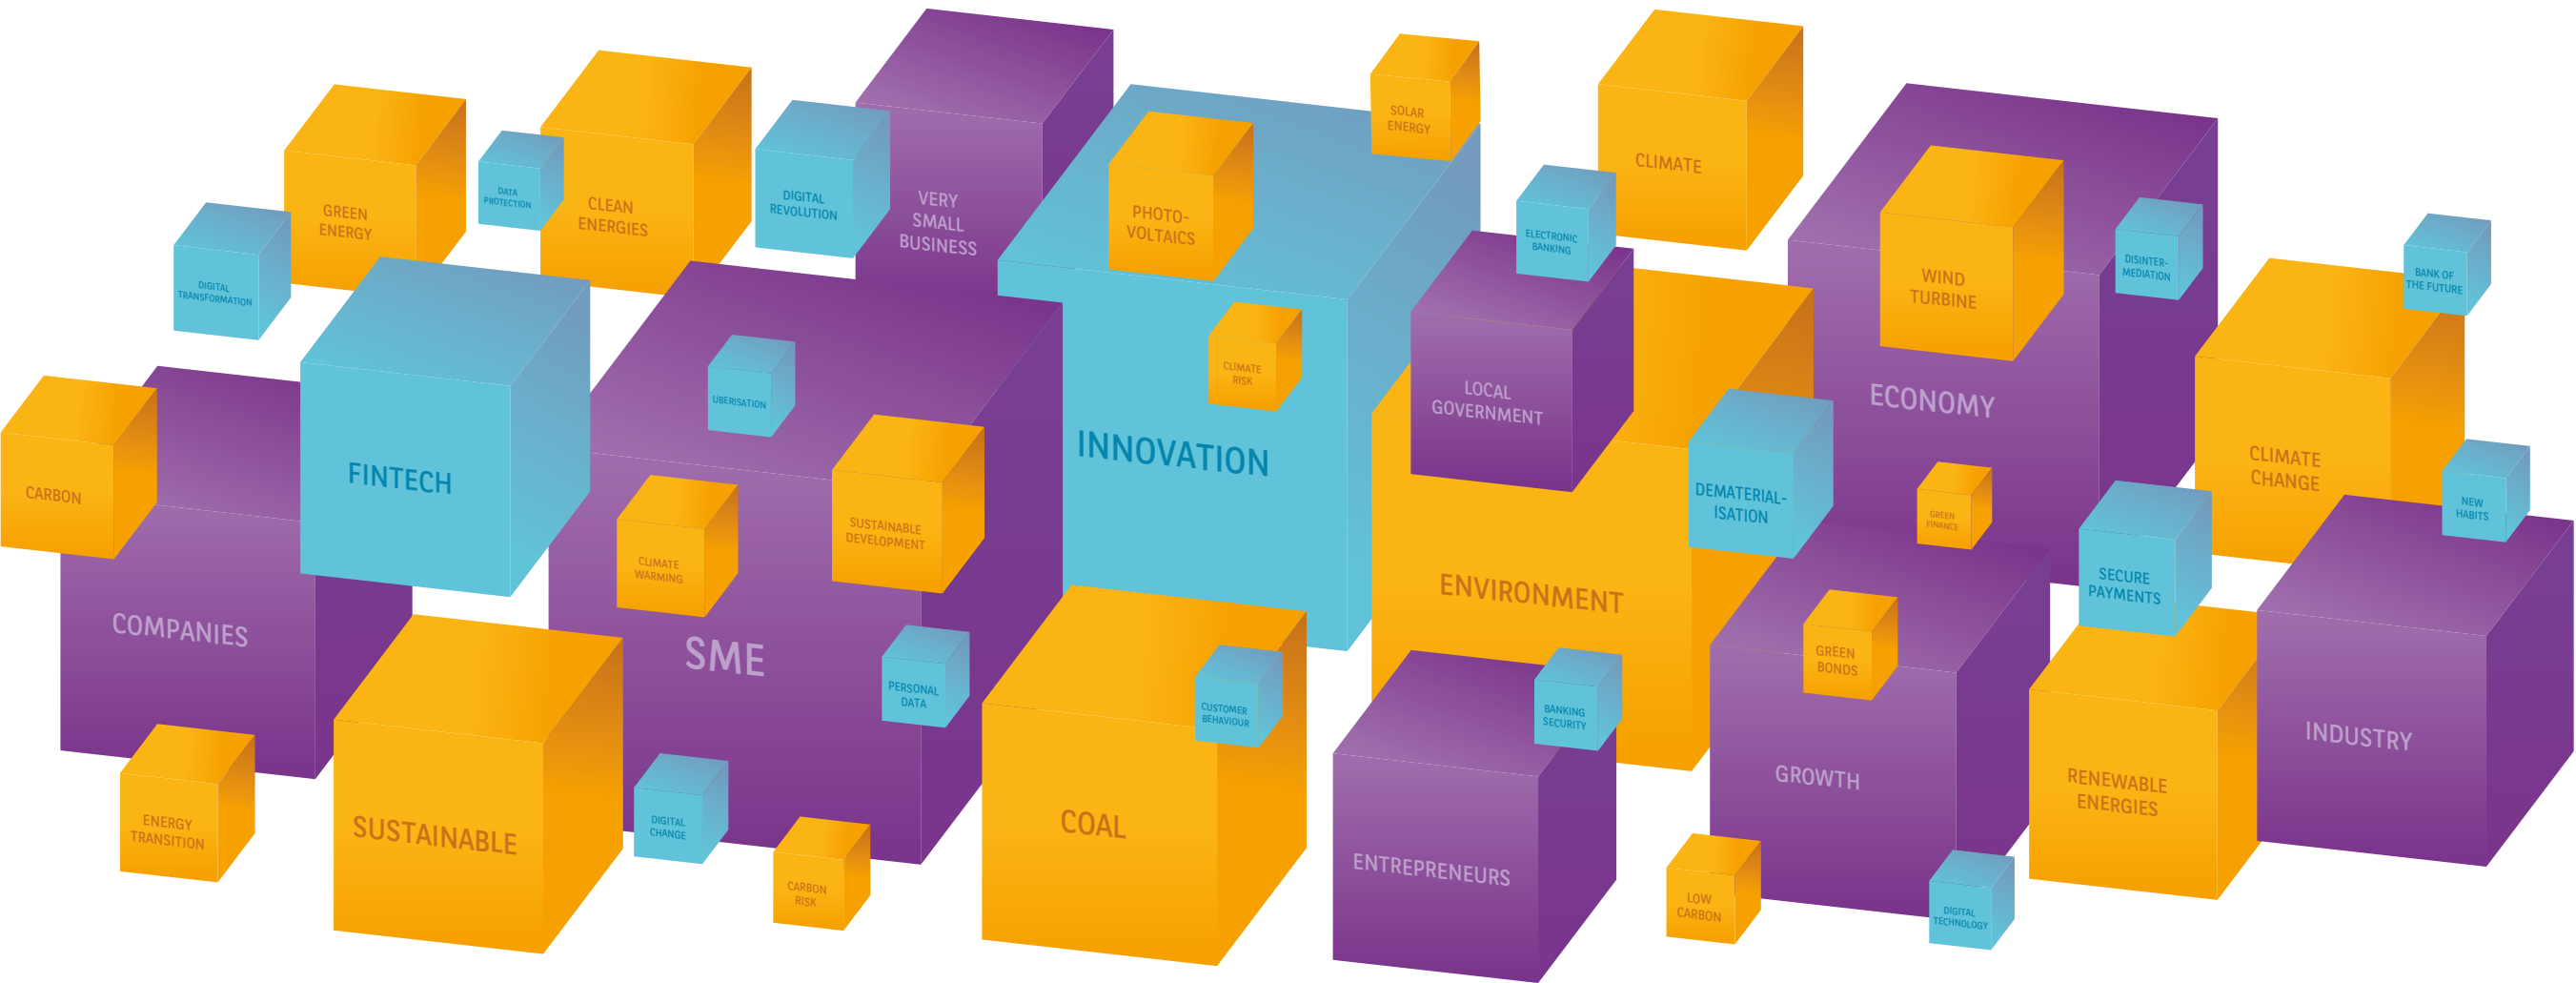 SOLAR
ENERGY
CLIMATE
GREEN
ENERGY
DATA
PROTECTION
CLEAN
ENERGIES
DIGITAL
REVOLUTION
VERY
SMALL
BUSINESS
PHOTO-
VOLTAICS
ELECTRONIC
BANKING
WIND
TURBINE
DISINTER-
MEDIATION
BANK OF
THE FUTURE
DIGITAL
TRANSFORMATION
UBERISATION
CLIMATE
RISK
LOCAL
GOVERNMENT
ECONOMY
CARBON
FINTECH
INNOVATION
CLIMATE
CHANGE
SUSTAINABLE
DEVELOPMENT
CLIMATE
WARMING
DEMATERIAL-
ISATION
GREEN
FINANCE
NEW
HABITS
SECURE
PAYMENTS
ENVIRONMENT
COMPANIES
SME
PERSONAL
DATA
CUSTOMER
BEHAVIOUR
BANKING
SECURITY
GREEN
BONDS
INDUSTRY
GROWTH
RENEWABLE
ENERGIES
ENERGY
TRANSITION
SUSTAINABLE
DIGITAL
CHANGE
COAL
CARBON
RISK
ENTREPRENEURS
LOW
CARBON
DIGITAL
TECHNOLOGY